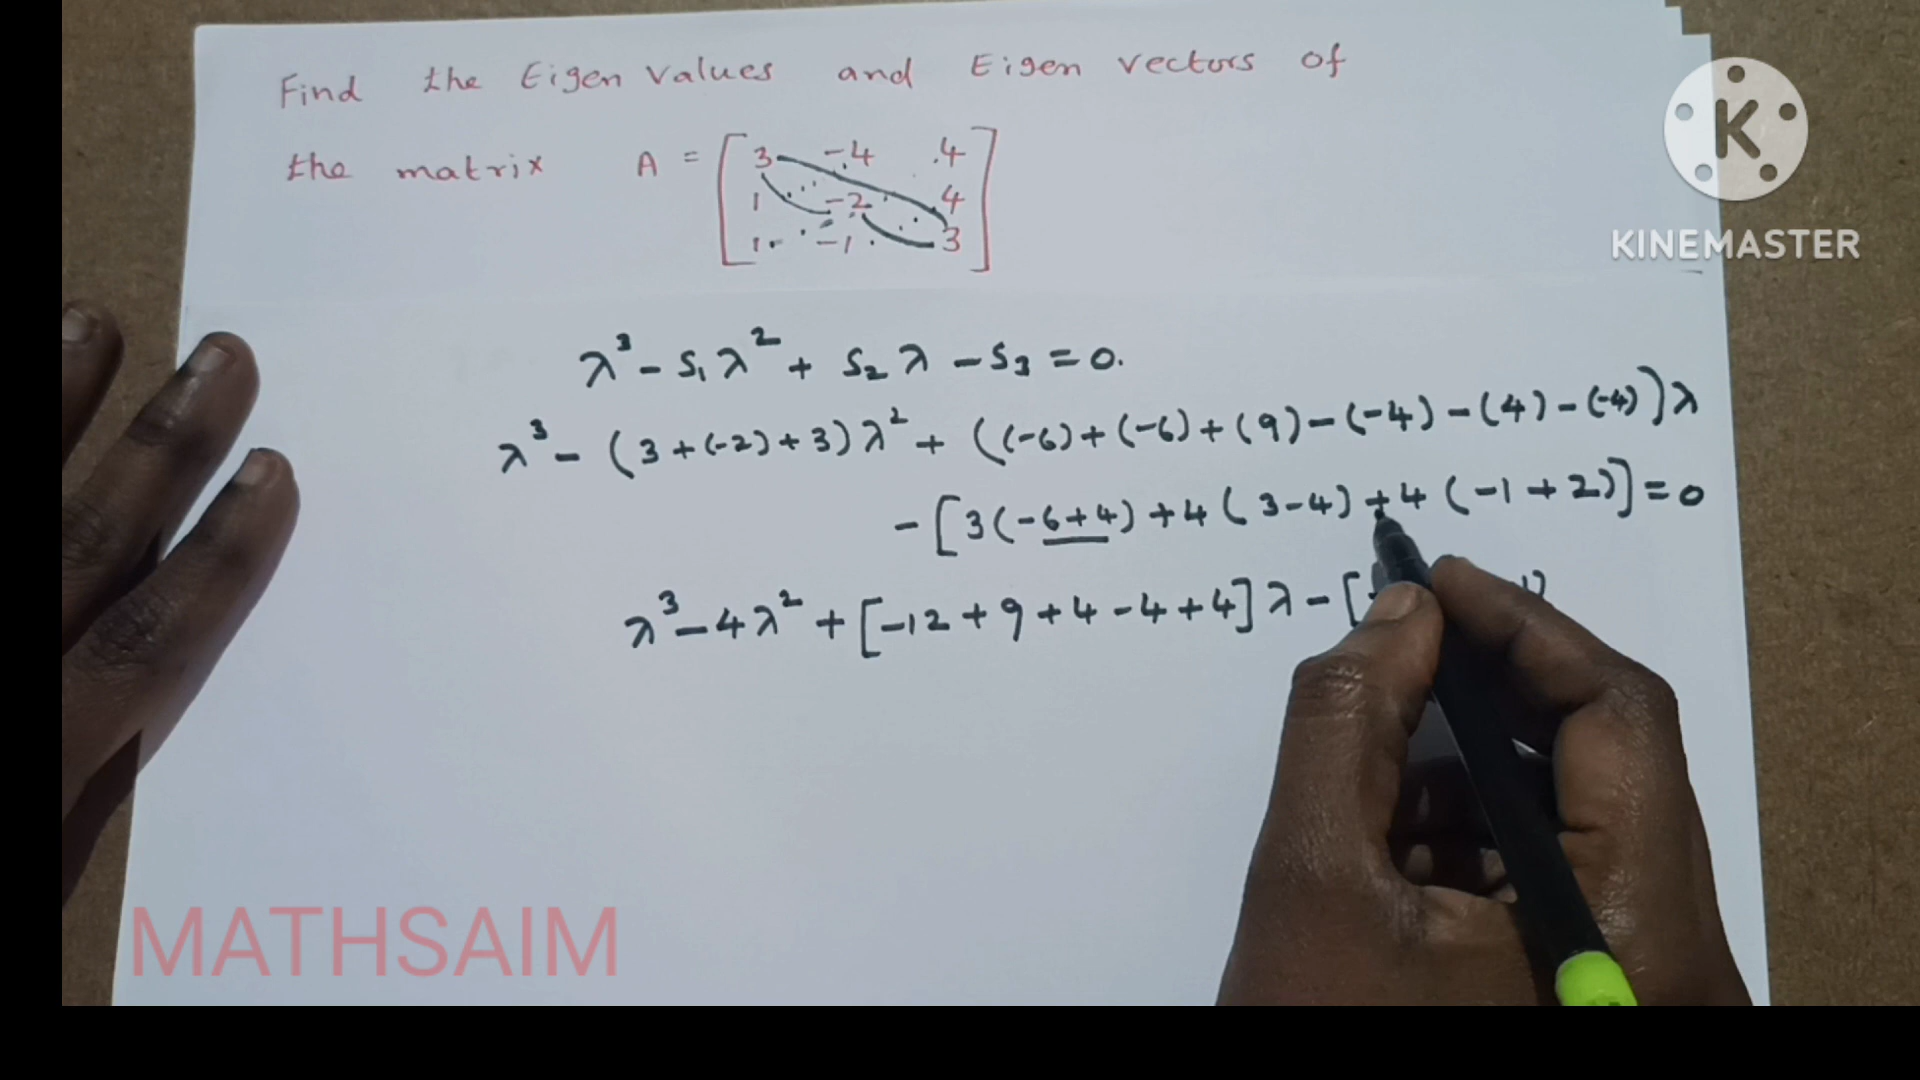 Find the Eigen values and Eigen vectors of
the matrix A = [3 -4 4
1 -2 4
1 -1 3]
K
KINEMASTER
λ³ - S₁λ² + S₂λ - S₃ = 0.
λ³ - (3+(-2)+3)λ² + ((-6)+(-6)+(9)-(-4)-(4)-(-4))λ
-[3(-6+4)+4(3-4)+4(-1+2)]=0
λ³-4λ²+[-12+9+4-4+4]λ-[
MATHSAIM